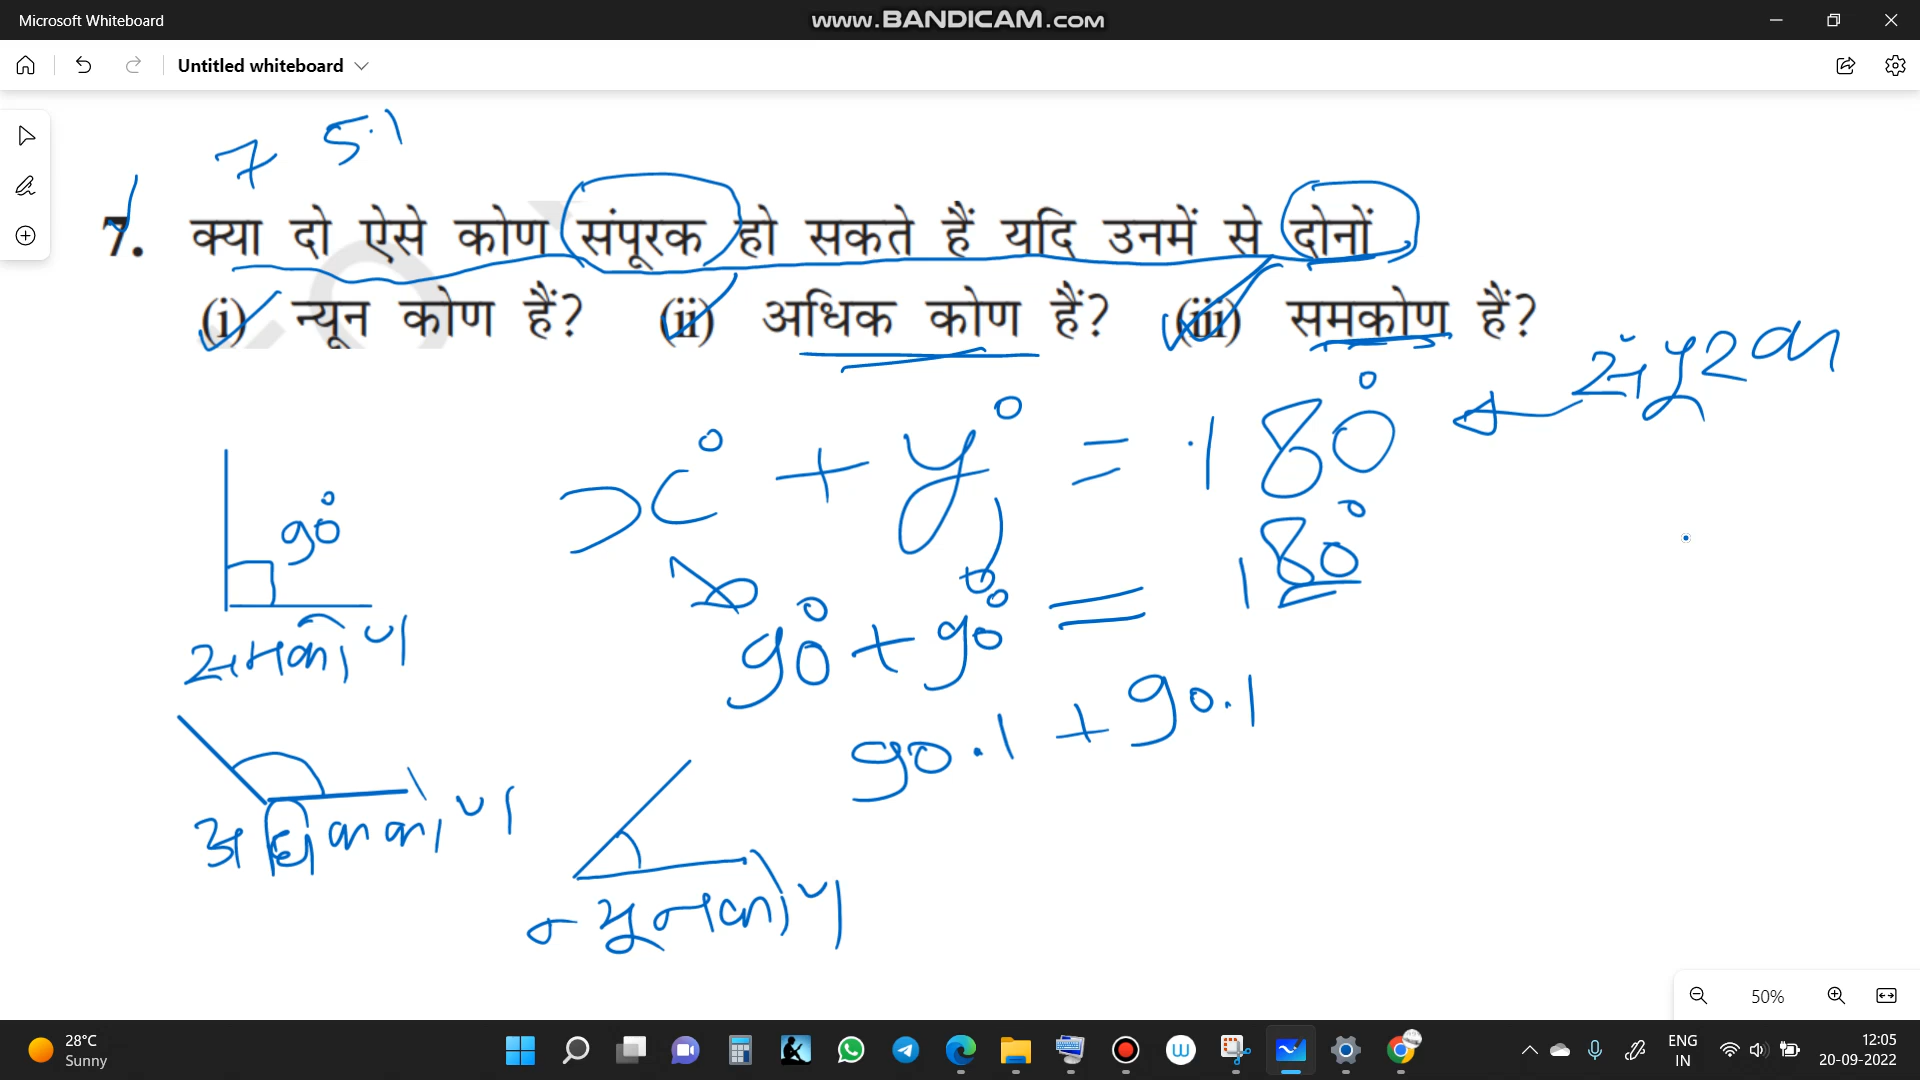 Microsoft Whiteboard
www.BANDICAM.com
Untitled whiteboard
7 5.1
7. क्या दो ऐसे कोण संपूरक हो सकते हैं यदि उनमें से दोनों
(i) न्यून कोण हैं? (ii) अधिक कोण हैं? (iii) समकोण हैं?
संपूरक
x° + y° = 180°
90°
90° + 90° = 180°
समकोण
90.1 + 90.1
अधिक कोण
न्यूनकोण
50%
28°C
Sunny
ENG
IN
12:05
20-09-2022